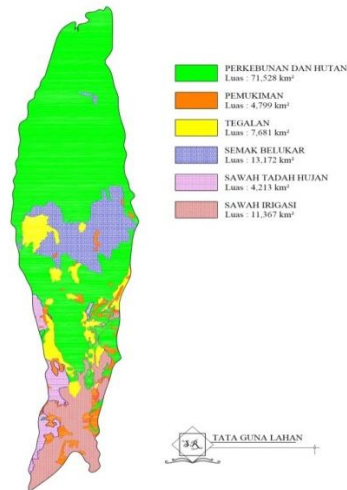 PERKEBUNAN DAN HUTAN
Luas : 71,528 km²
PEMUKIMAN
Luas : 4,799 km²
TEGALAN
Luas : 7,681 km²
SEMAK BELUKAR
Luas : 13,172 km²
SAWAH TADAH HUJAN
Luas : 4,213 km²
SAWAH IRIGASI
Luas : 11,367 km²
TATA GUNA LAHAN